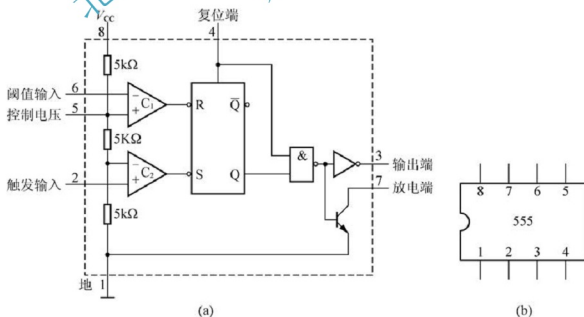 V_CC
8
复位端
4
5kΩ
阈值输入 6
控制电压 5
− + C₁
R Q̄
5KΩ
− + C₂
触发输入 2
S Q
&
3 输出端
7 放电端
5kΩ
地 1
(a)
8 7 6 5
555
1 2 3 4
(b)